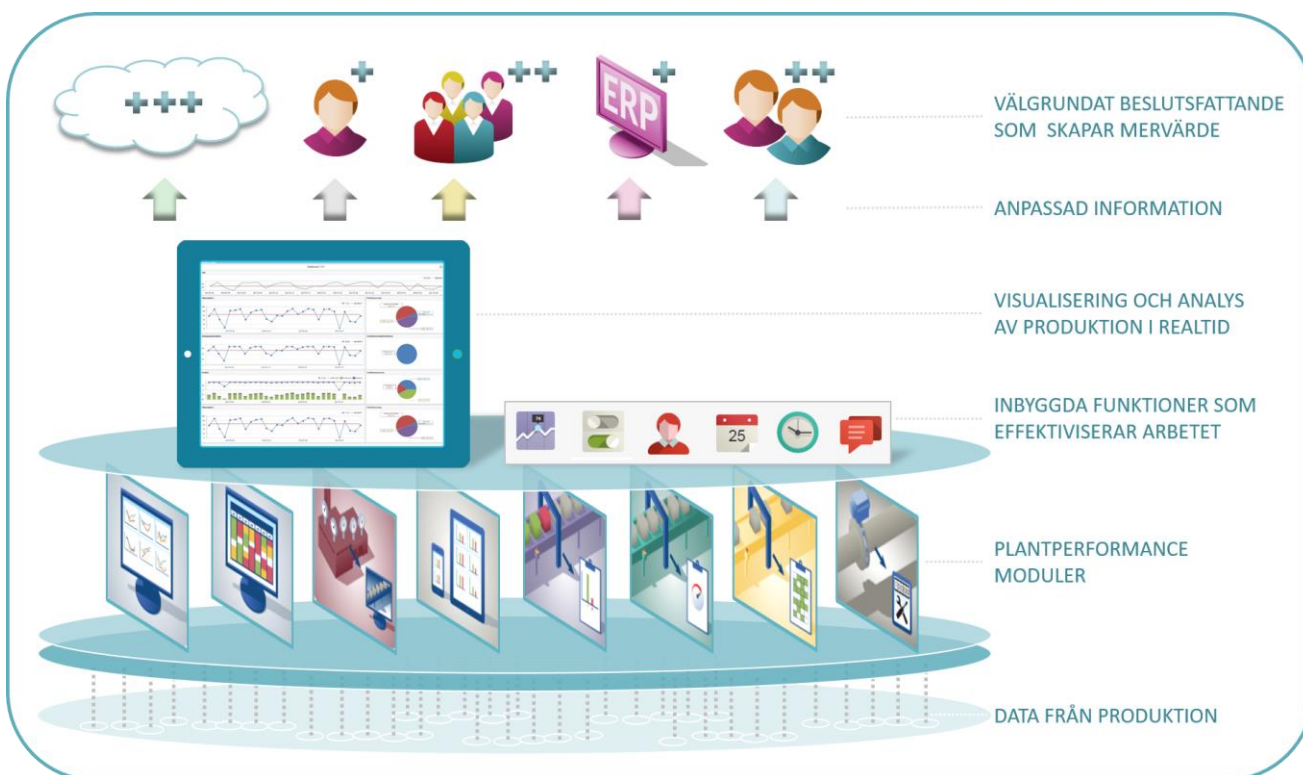 +++
+
++
+
++
ERP
VÄLGRUNDAT BESLUTSFATTANDE
SOM SKAPAR MERVÄRDE
ANPASSAD INFORMATION
VISUALISERING OCH ANALYS
AV PRODUKTION I REALTID
INBYGGDA FUNKTIONER SOM
EFFEKTIVISERAR ARBETET
25
PLANTPERFORMANCE
MODULER
DATA FRÅN PRODUKTION